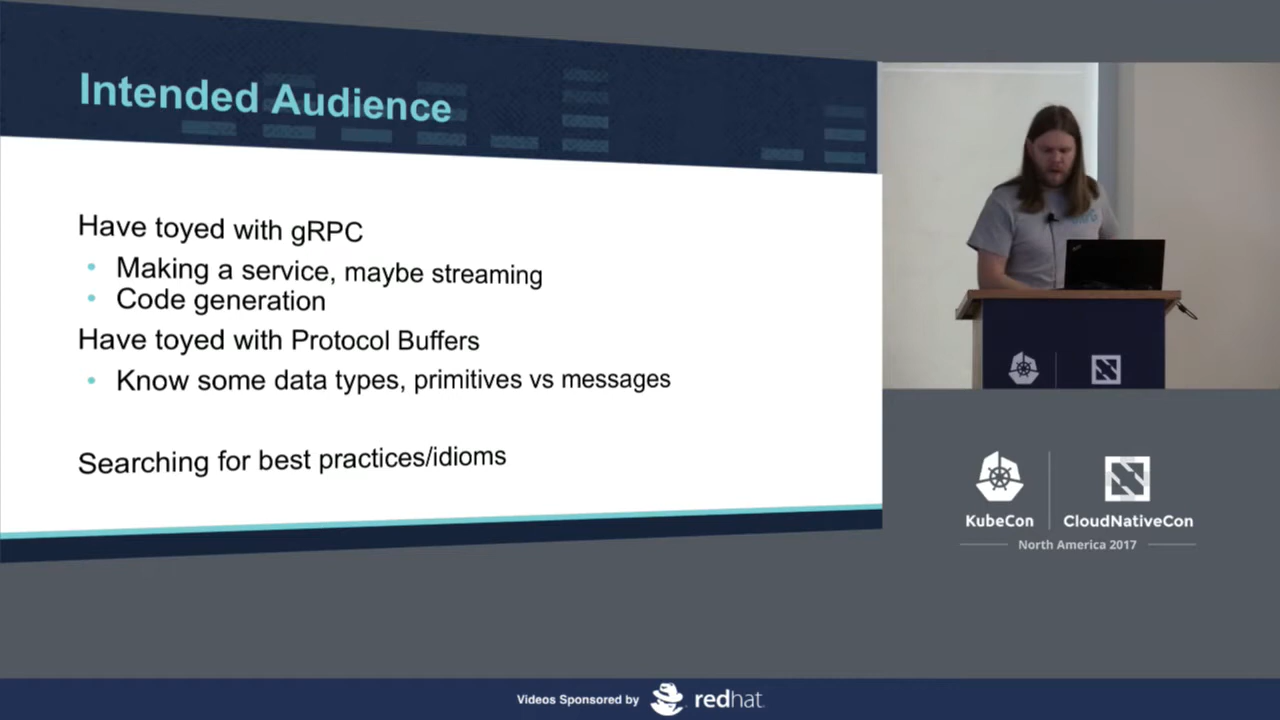 Intended Audience
Have toyed with gRPC
• Making a service, maybe streaming
• Code generation
Have toyed with Protocol Buffers
• Know some data types, primitives vs messages
Searching for best practices/idioms
KubeCon
CloudNativeCon
North America 2017
Videos Sponsored by
redhat.